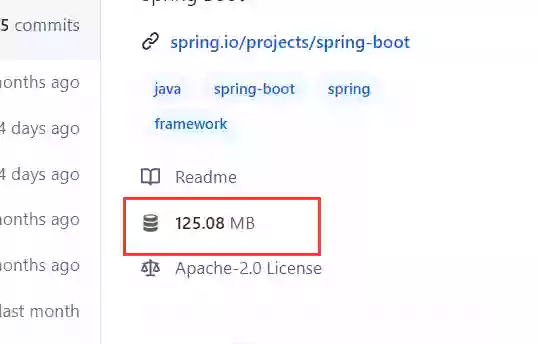 Spring Boot
5 commits
spring.io/projects/spring-boot
onths ago
java spring-boot spring
4 days ago
framework
4 days ago
Readme
onths ago
125.08 MB
onths ago
Apache-2.0 License
last month